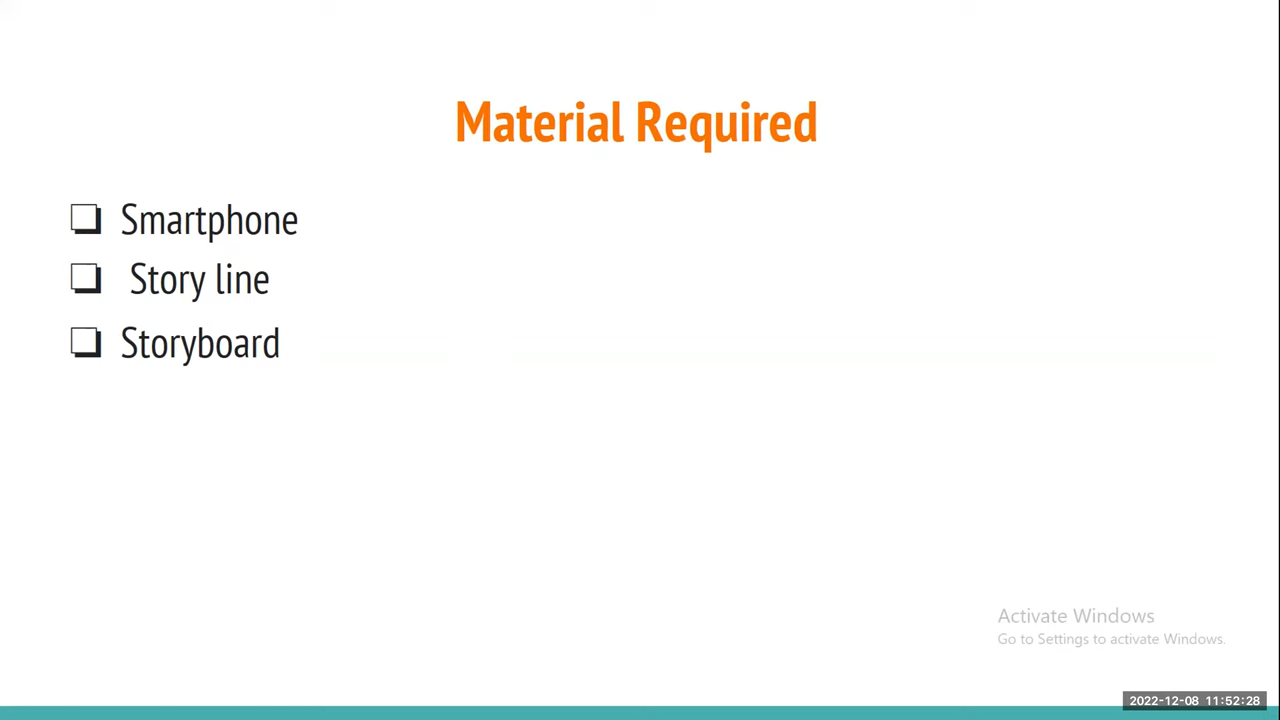 Material Required
❏ Smartphone
❏ Story line
❏ Storyboard
Activate Windows
Go to Settings to activate Windows.
2022-12-08 11:52:28